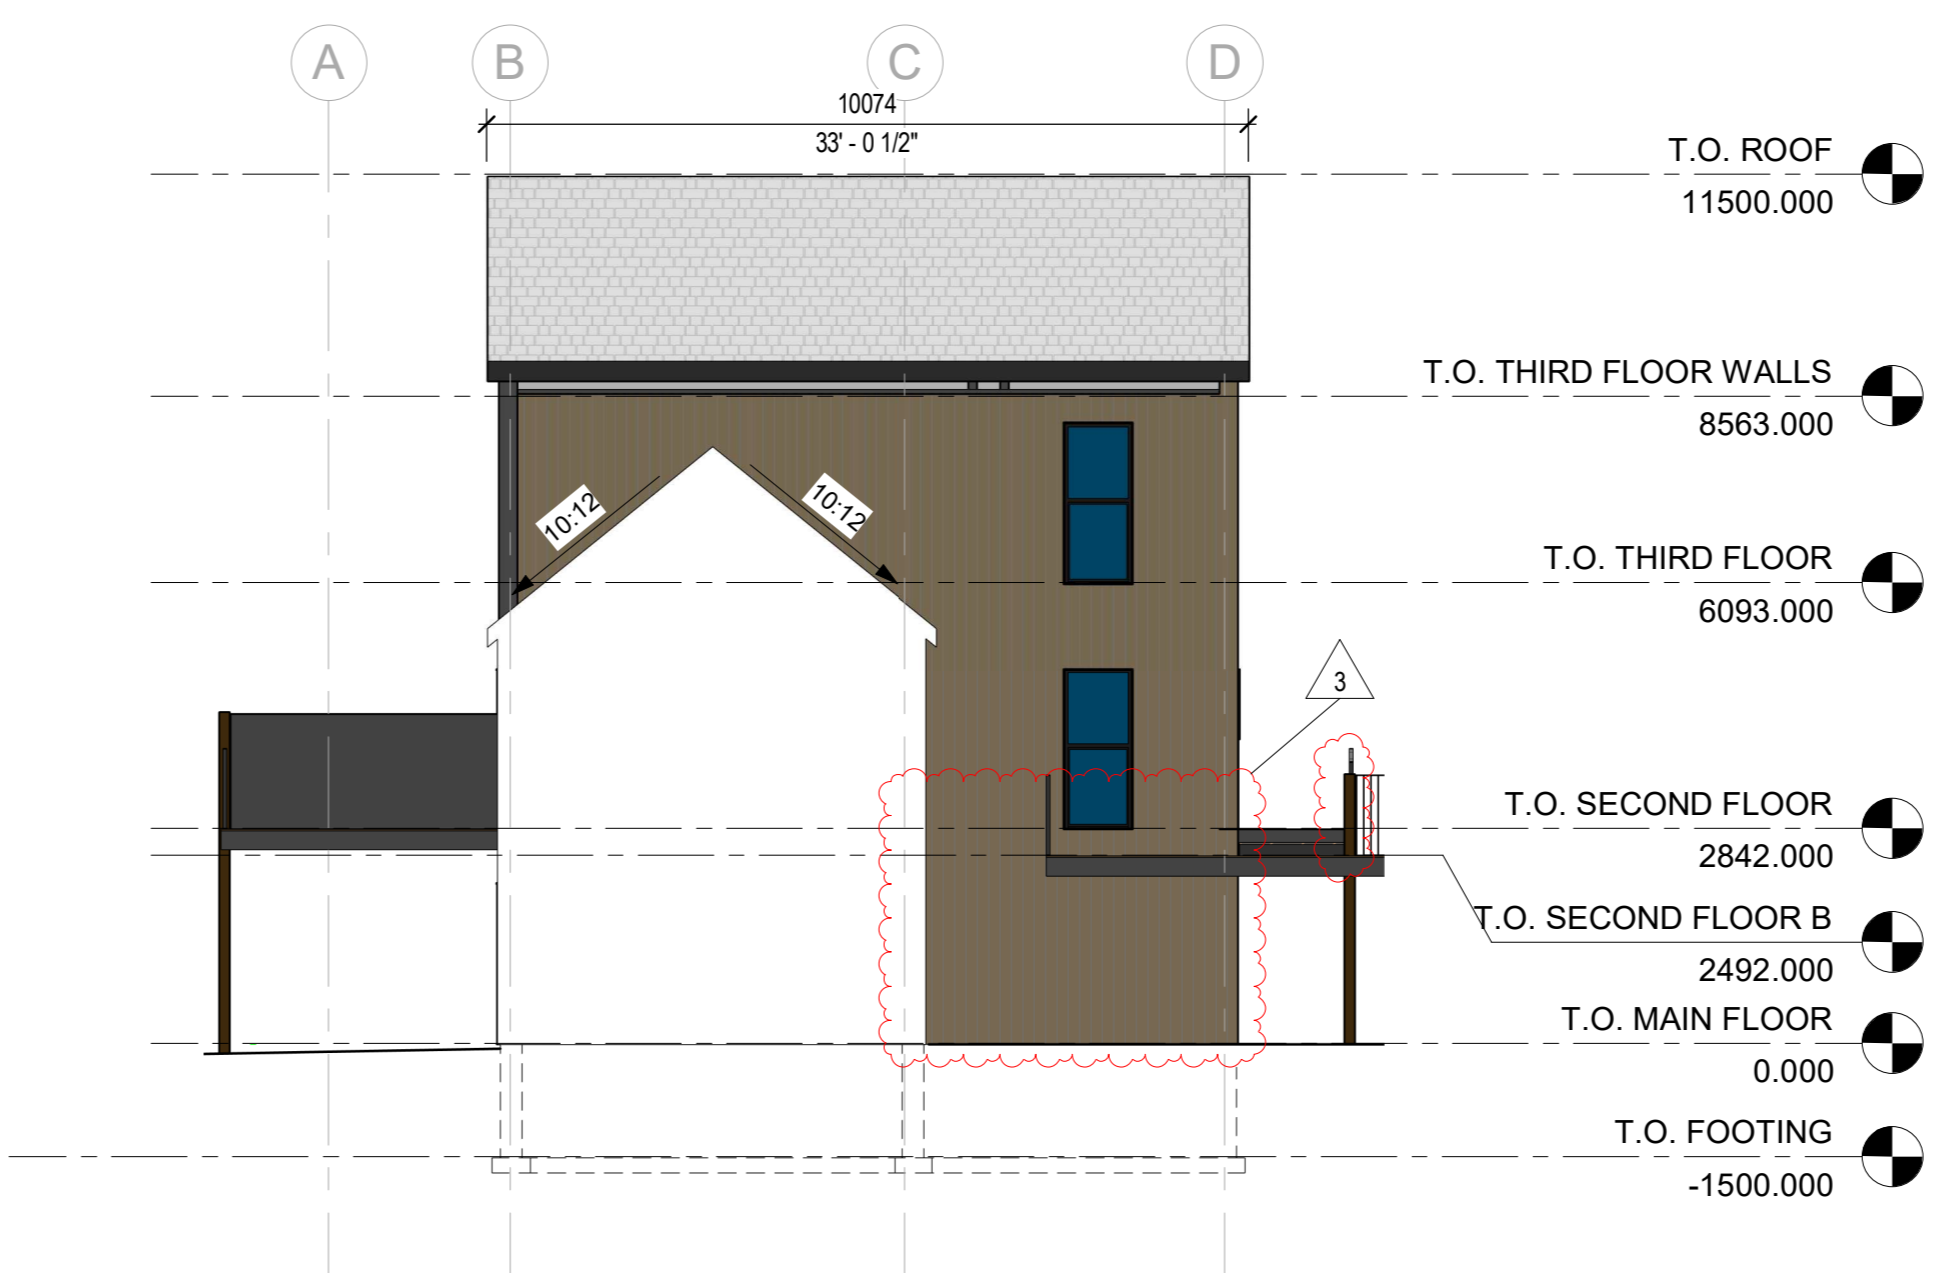 A B C D
10074
33' - 0 1/2"
T.O. ROOF
11500.000
T.O. THIRD FLOOR WALLS
8563.000
10:12 10:12
T.O. THIRD FLOOR
6093.000
3
T.O. SECOND FLOOR
2842.000
T.O. SECOND FLOOR B
2492.000
T.O. MAIN FLOOR
0.000
T.O. FOOTING
-1500.000